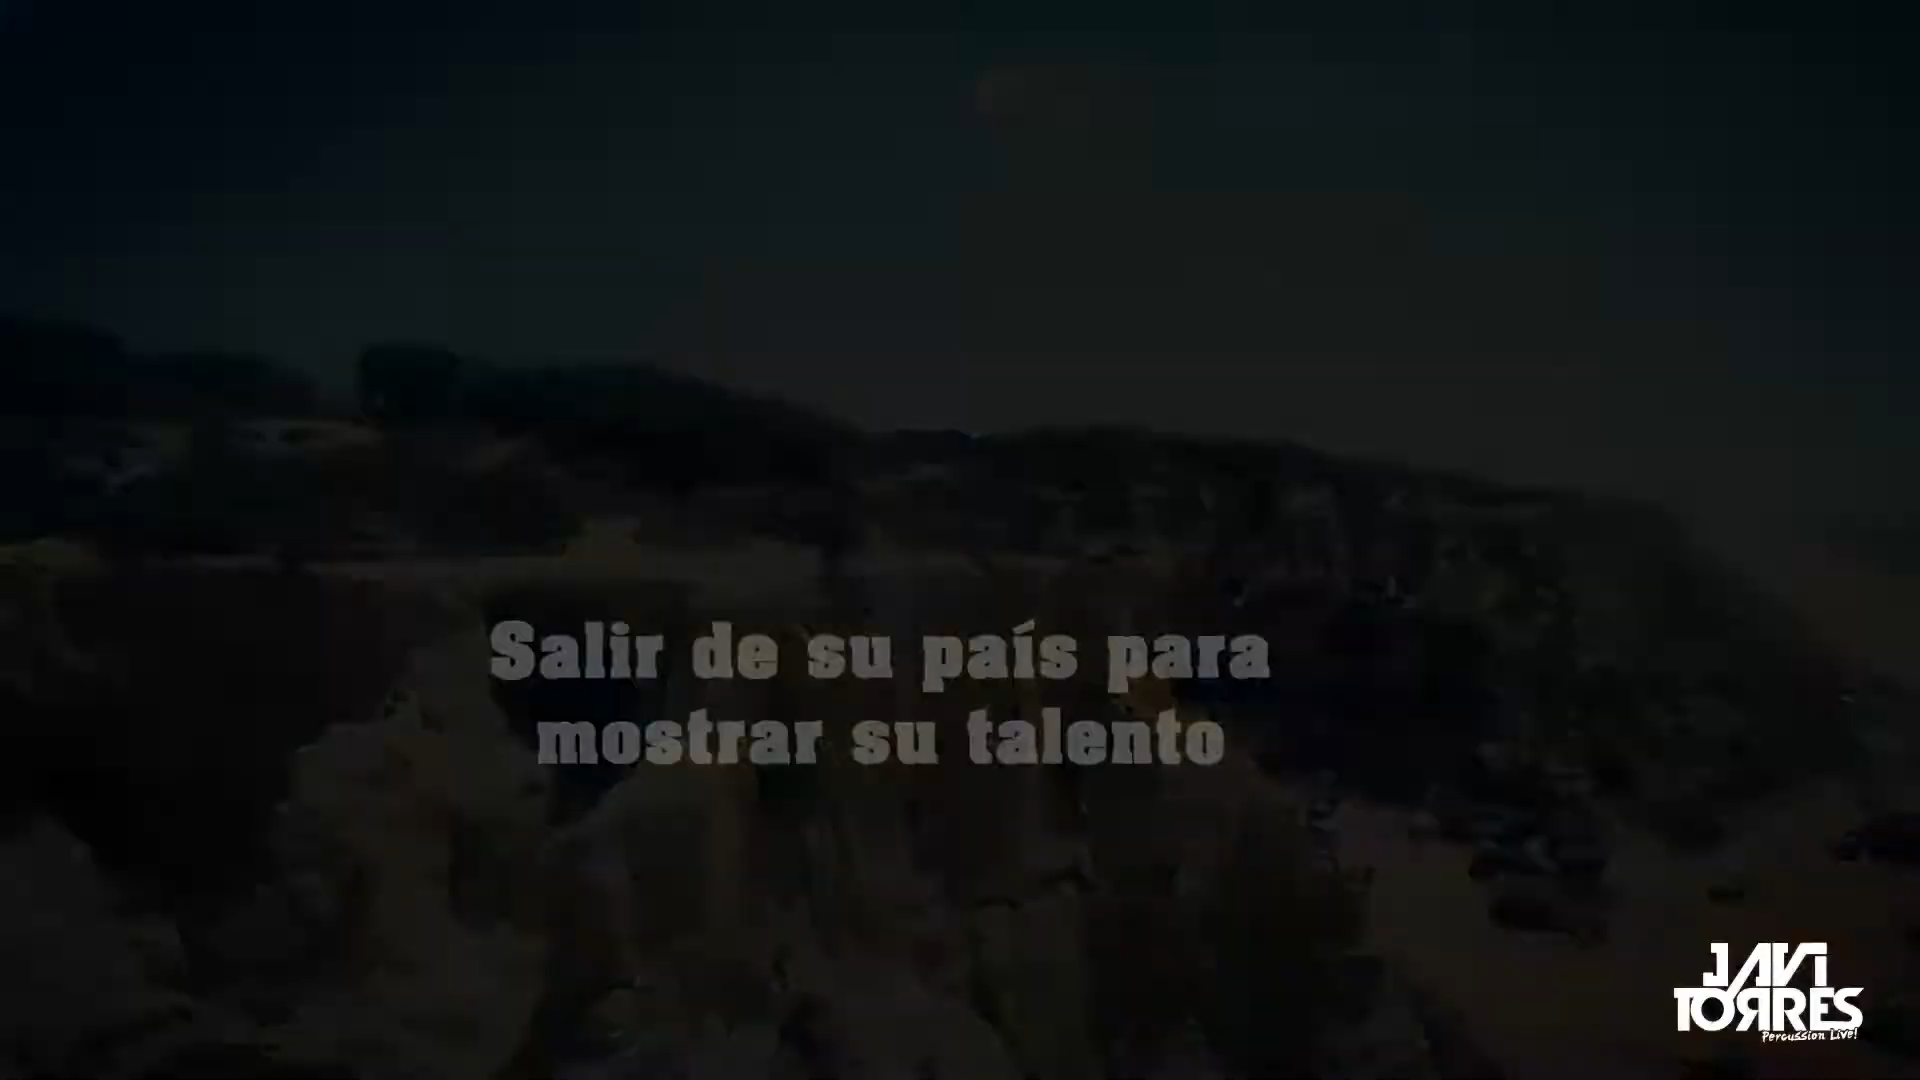 Salir de su país para
mostrar su talento
JAVI
TORRES
Percussion Live!